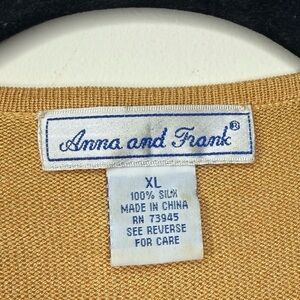 Anna and Frank®
XL
100% SILK
MADE IN CHINA
RN 73945
SEE REVERSE
FOR CARE